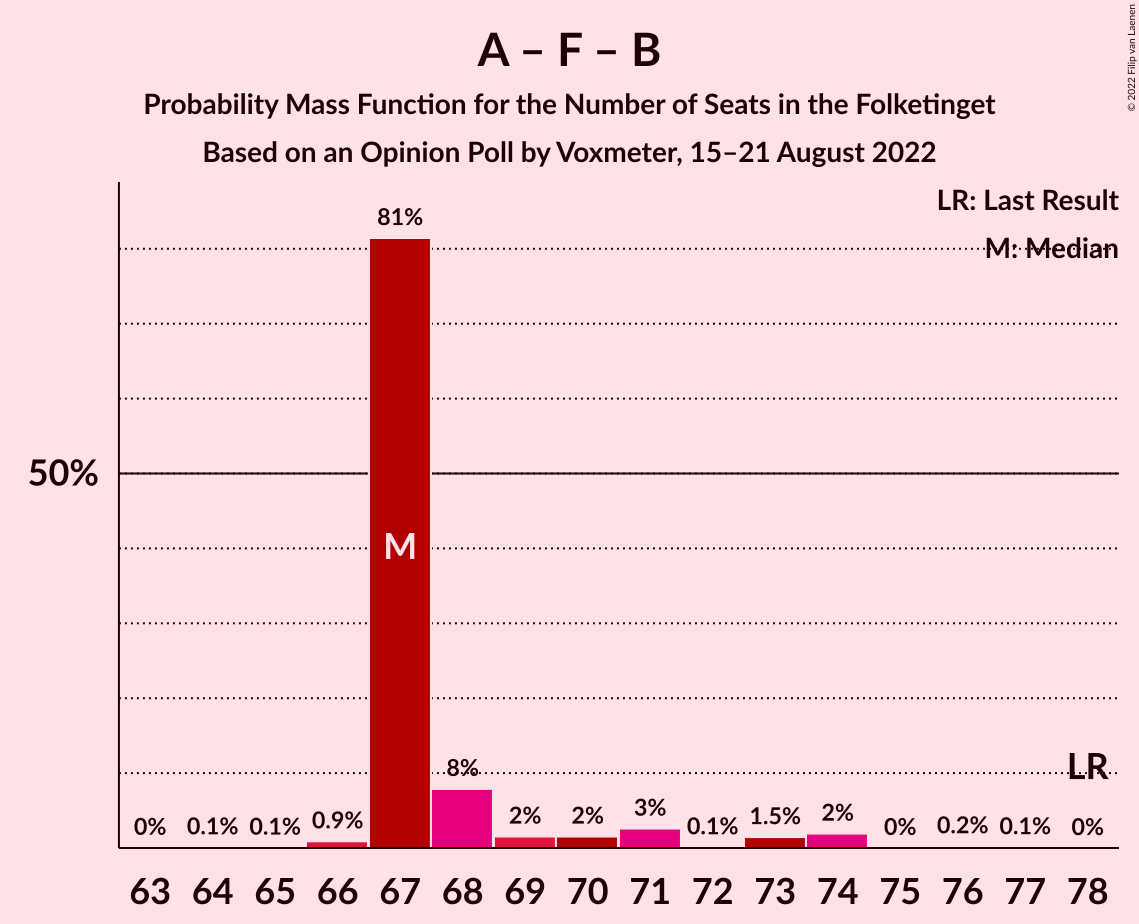 A – F – B
Probability Mass Function for the Number of Seats in the Folketinget
Based on an Opinion Poll by Voxmeter, 15–21 August 2022
© 2022 Filip van Laenen
LR: Last Result
M: Median
50%
81%
M
8%
LR
0% 0.1% 0.1% 0.9% 2% 2% 3% 0.1% 1.5% 2% 0% 0.2% 0.1% 0%
63 64 65 66 67 68 69 70 71 72 73 74 75 76 77 78